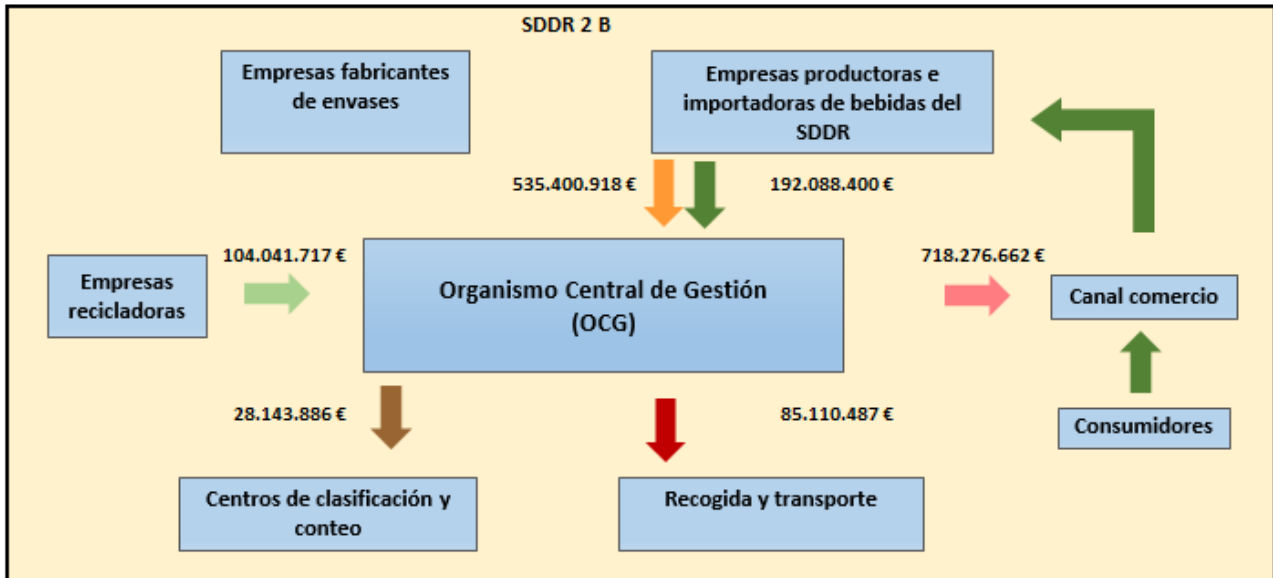 SDDR 2 B
Empresas fabricantes
de envases
Empresas productoras e
importadoras de bebidas del
SDDR
535.400.918 €
192.088.400 €
104.041.717 €
718.276.662 €
Empresas
recicladoras
Organismo Central de Gestión
(OCG)
Canal comercio
28.143.886 €
85.110.487 €
Consumidores
Centros de clasificación y
conteo
Recogida y transporte